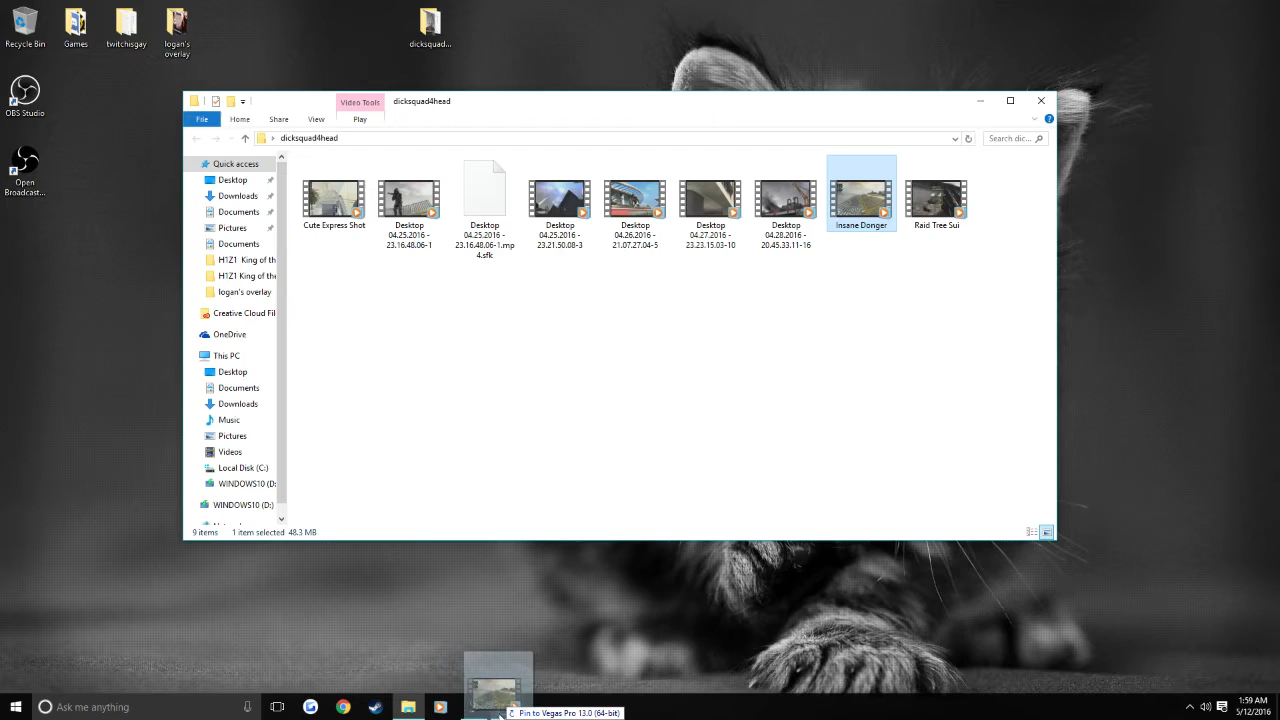 Recycle Bin
Games
twitchisgay
logan's
overlay
dicksquad...
OBS Studio
Open
Broadcast...
Video Tools
dicksquad4head
File
Home
Share
View
Play
dicksquad4head
Search dic...
Quick access
Desktop
Downloads
Documents
Pictures
Documents
H1Z1 King of th
H1Z1 King of the
logan's overlay
Creative Cloud Fil
OneDrive
This PC
Desktop
Documents
Downloads
Music
Pictures
Videos
Local Disk (C:)
WINDOWS10 (D:
WINDOWS10 (D:)
Cute Express Shot
Desktop
04.25.2016 -
23.16.48.06-1
Desktop
04.25.2016 -
23.16.48.06-1.mp
4.sfk
Desktop
04.25.2016 -
23.21.50.08-3
Desktop
04.26.2016 -
21.07.27.04-5
Desktop
04.27.2016 -
23.23.15.03-10
Desktop
04.28.2016 -
20.45.33.11-16
Insane Donger
Raid Tree Sui
9 items
1 item selected 48.3 MB
Ask me anything
Pin to Vegas Pro 13.0 (64-bit)
1:59 AM
5/12/2016